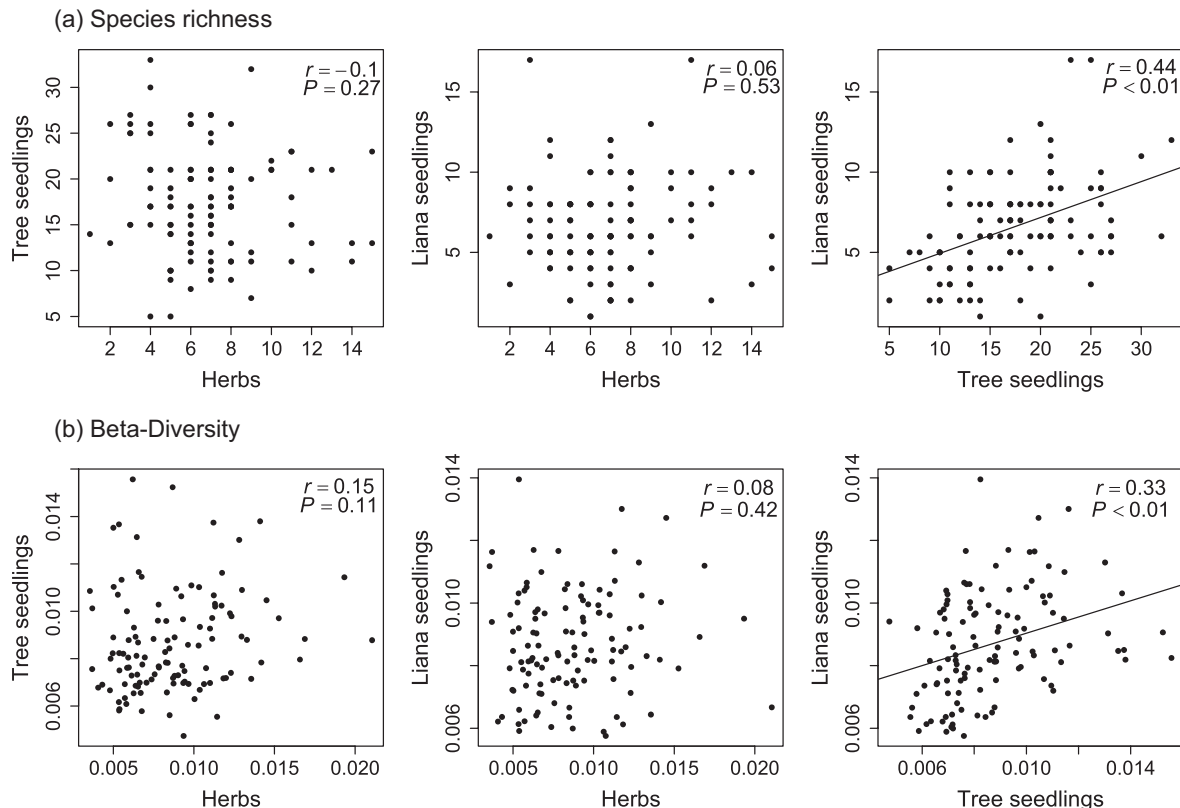 (a) Species richness
r = −0.1
P = 0.27
Tree seedlings
5 10 15 20 25 30
2 4 6 8 10 12 14
Herbs
r = 0.06
P = 0.53
Liana seedlings
5 10 15
2 4 6 8 10 12 14
Herbs
r = 0.44
P < 0.01
Liana seedlings
5 10 15
5 10 15 20 25 30
Tree seedlings
(b) Beta-Diversity
r = 0.15
P = 0.11
Tree seedlings
0.006 0.010 0.014
0.005 0.010 0.015 0.020
Herbs
r = 0.08
P = 0.42
Liana seedlings
0.006 0.010 0.014
0.005 0.010 0.015 0.020
Herbs
r = 0.33
P < 0.01
Liana seedlings
0.006 0.010 0.014
0.006 0.010 0.014
Tree seedlings